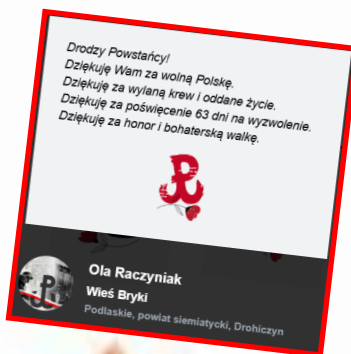 Drodzy Powstańcy!
Dziękuję Wam za wolną Polskę.
Dziękuję za wylaną krew i oddane życie.
Dziękuję za poświęcenie 63 dni na wyzwolenie.
Dziękuję za honor i bohaterską walkę.
Ola Raczyniak
Wieś Bryki
Podlaskie, powiat siemiatycki, Drohiczyn